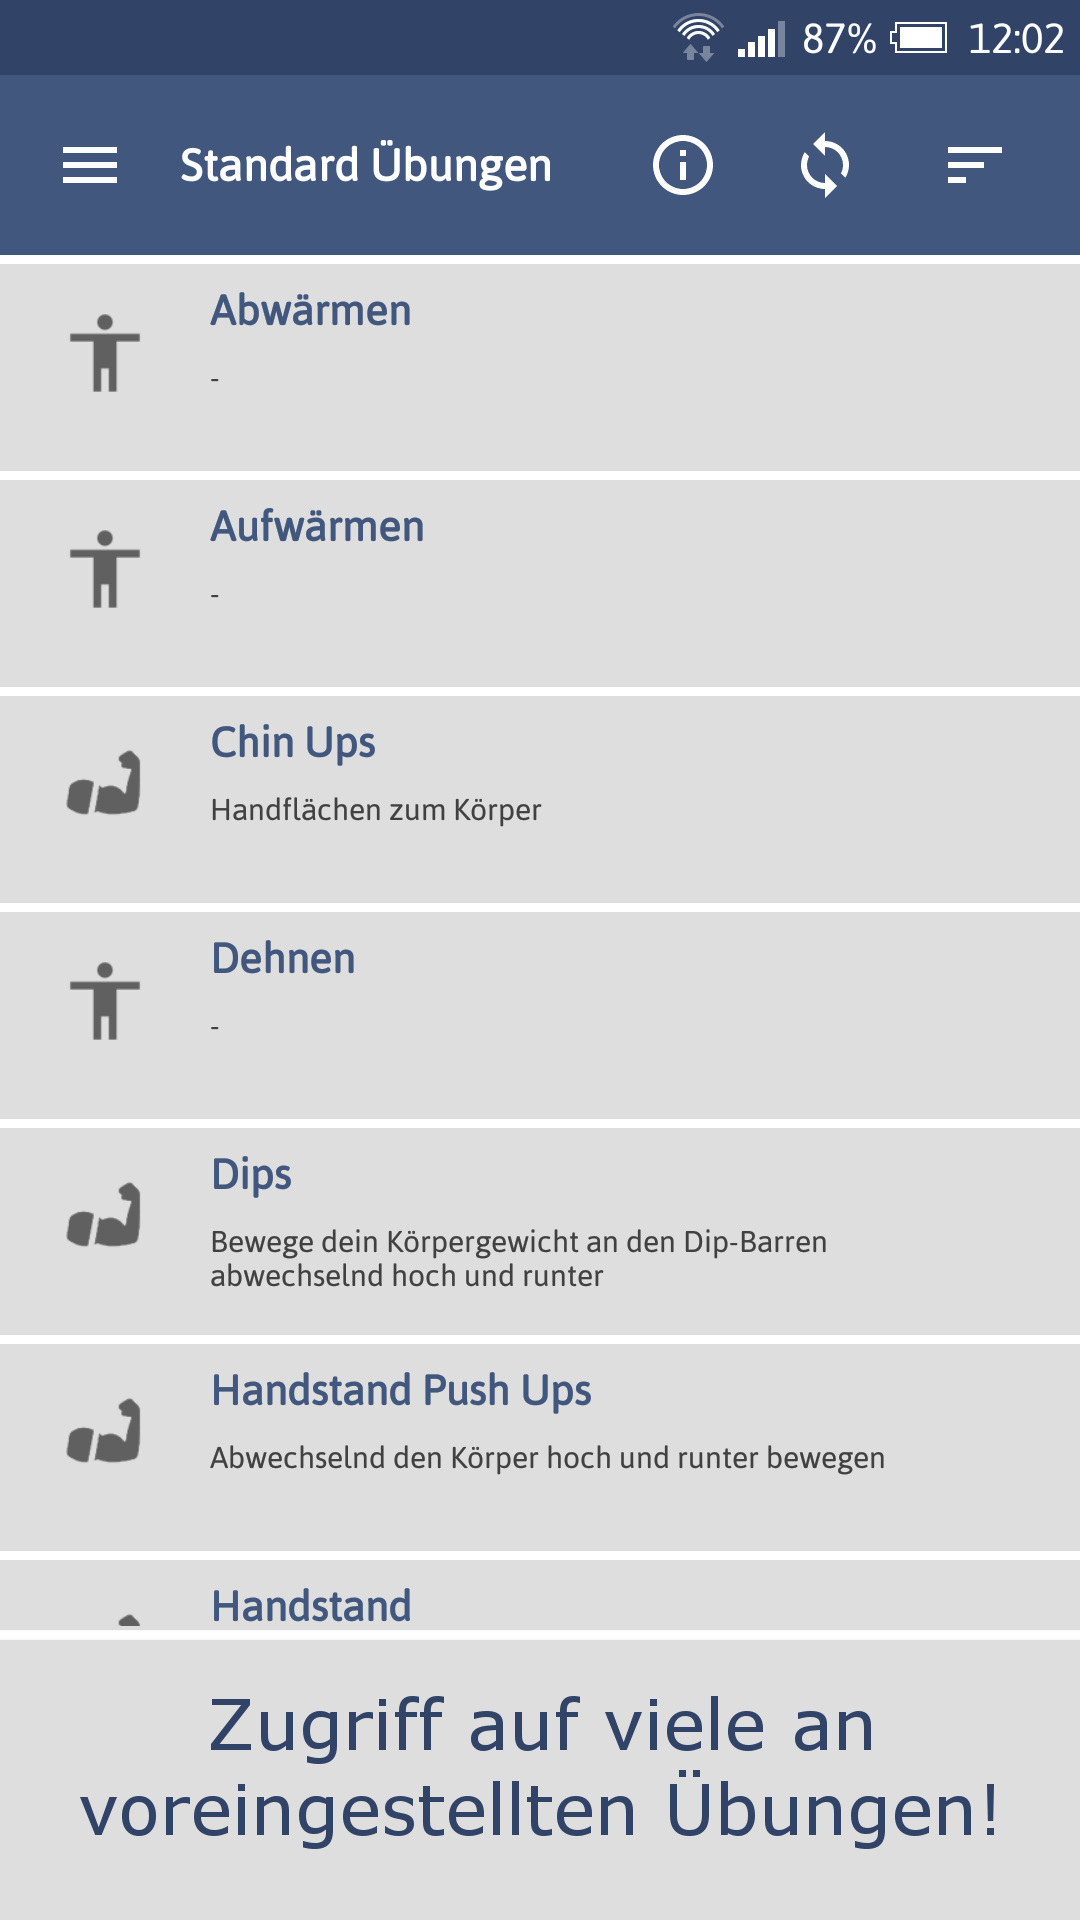 87% 12:02
Standard Übungen
Abwärmen
-
Aufwärmen
-
Chin Ups
Handflächen zum Körper
Dehnen
-
Dips
Bewege dein Körpergewicht an den Dip-Barren
abwechselnd hoch und runter
Handstand Push Ups
Abwechselnd den Körper hoch und runter bewegen
Handstand
Zugriff auf viele an
voreingestellten Übungen!